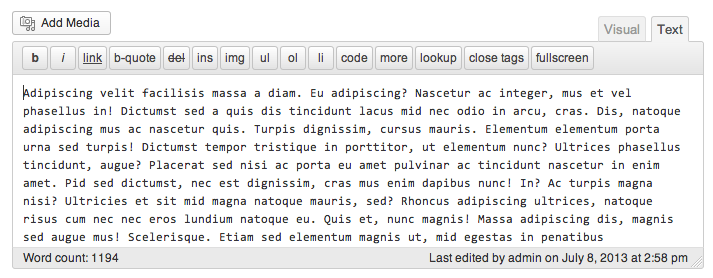 Add Media
Visual Text
b i link b-quote del ins img ul ol li code more lookup close tags fullscreen
Adipiscing velit facilisis massa a diam. Eu adipiscing? Nascetur ac integer, mus et vel
phasellus in! Dictumst sed a quis dis tincidunt lacus mid nec odio in arcu, cras. Dis, natoque
adipiscing mus ac nascetur quis. Turpis dignissim, cursus mauris. Elementum elementum porta
urna sed turpis! Dictumst tempor tristique in porttitor, ut elementum nunc? Ultrices phasellus
tincidunt, augue? Placerat sed nisi ac porta eu amet pulvinar ac tincidunt nascetur in enim
amet. Pid sed dictumst, nec est dignissim, cras mus enim dapibus nunc! In? Ac turpis magna
nisi? Ultricies et sit mid magna natoque mauris, sed? Rhoncus adipiscing ultrices, natoque
risus cum nec nec eros lundium natoque eu. Quis et, nunc magnis! Massa adipiscing dis, magnis
sed augue mus! Scelerisque. Etiam sed elementum magnis ut, mid egestas in penatibus
Word count: 1194 Last edited by admin on July 8, 2013 at 2:58 pm